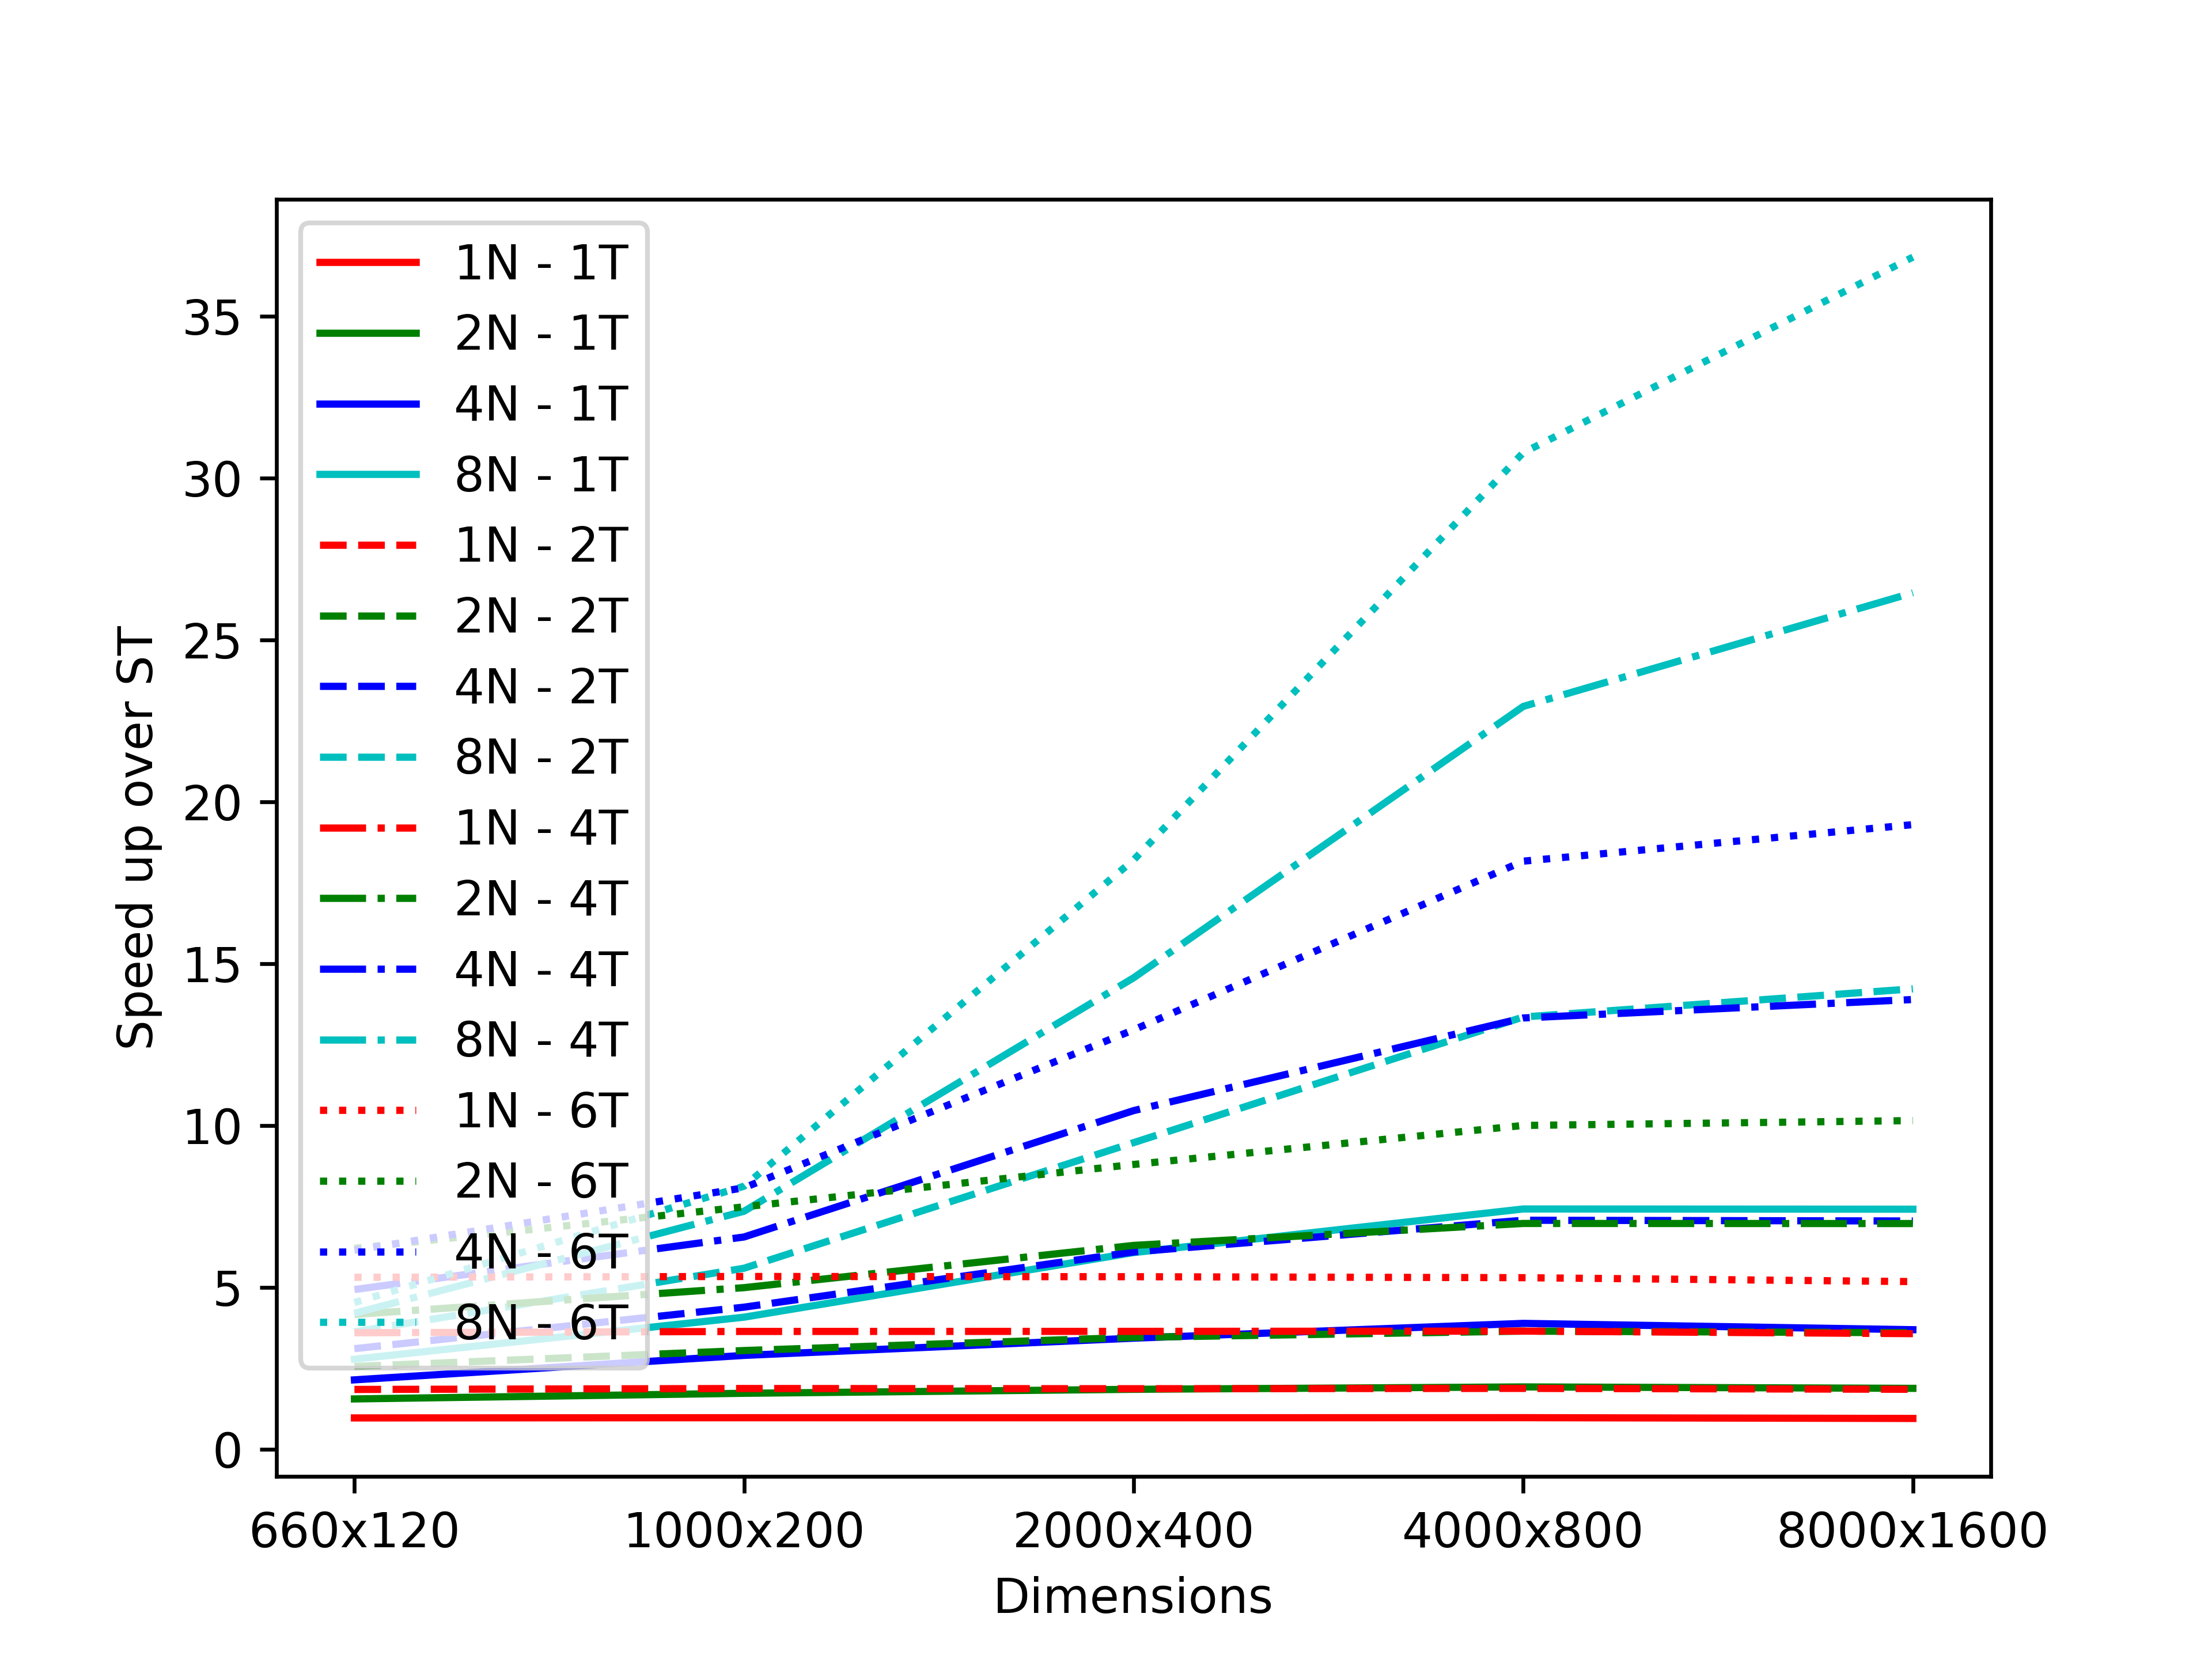 1N - 1T
2N - 1T
4N - 1T
8N - 1T
1N - 2T
2N - 2T
4N - 2T
8N - 2T
1N - 4T
2N - 4T
4N - 4T
8N - 4T
1N - 6T
2N - 6T
4N - 6T
8N - 6T
35
30
25
20
15
10
5
0
Speed up over ST
660x120 1000x200 2000x400 4000x800 8000x1600
Dimensions